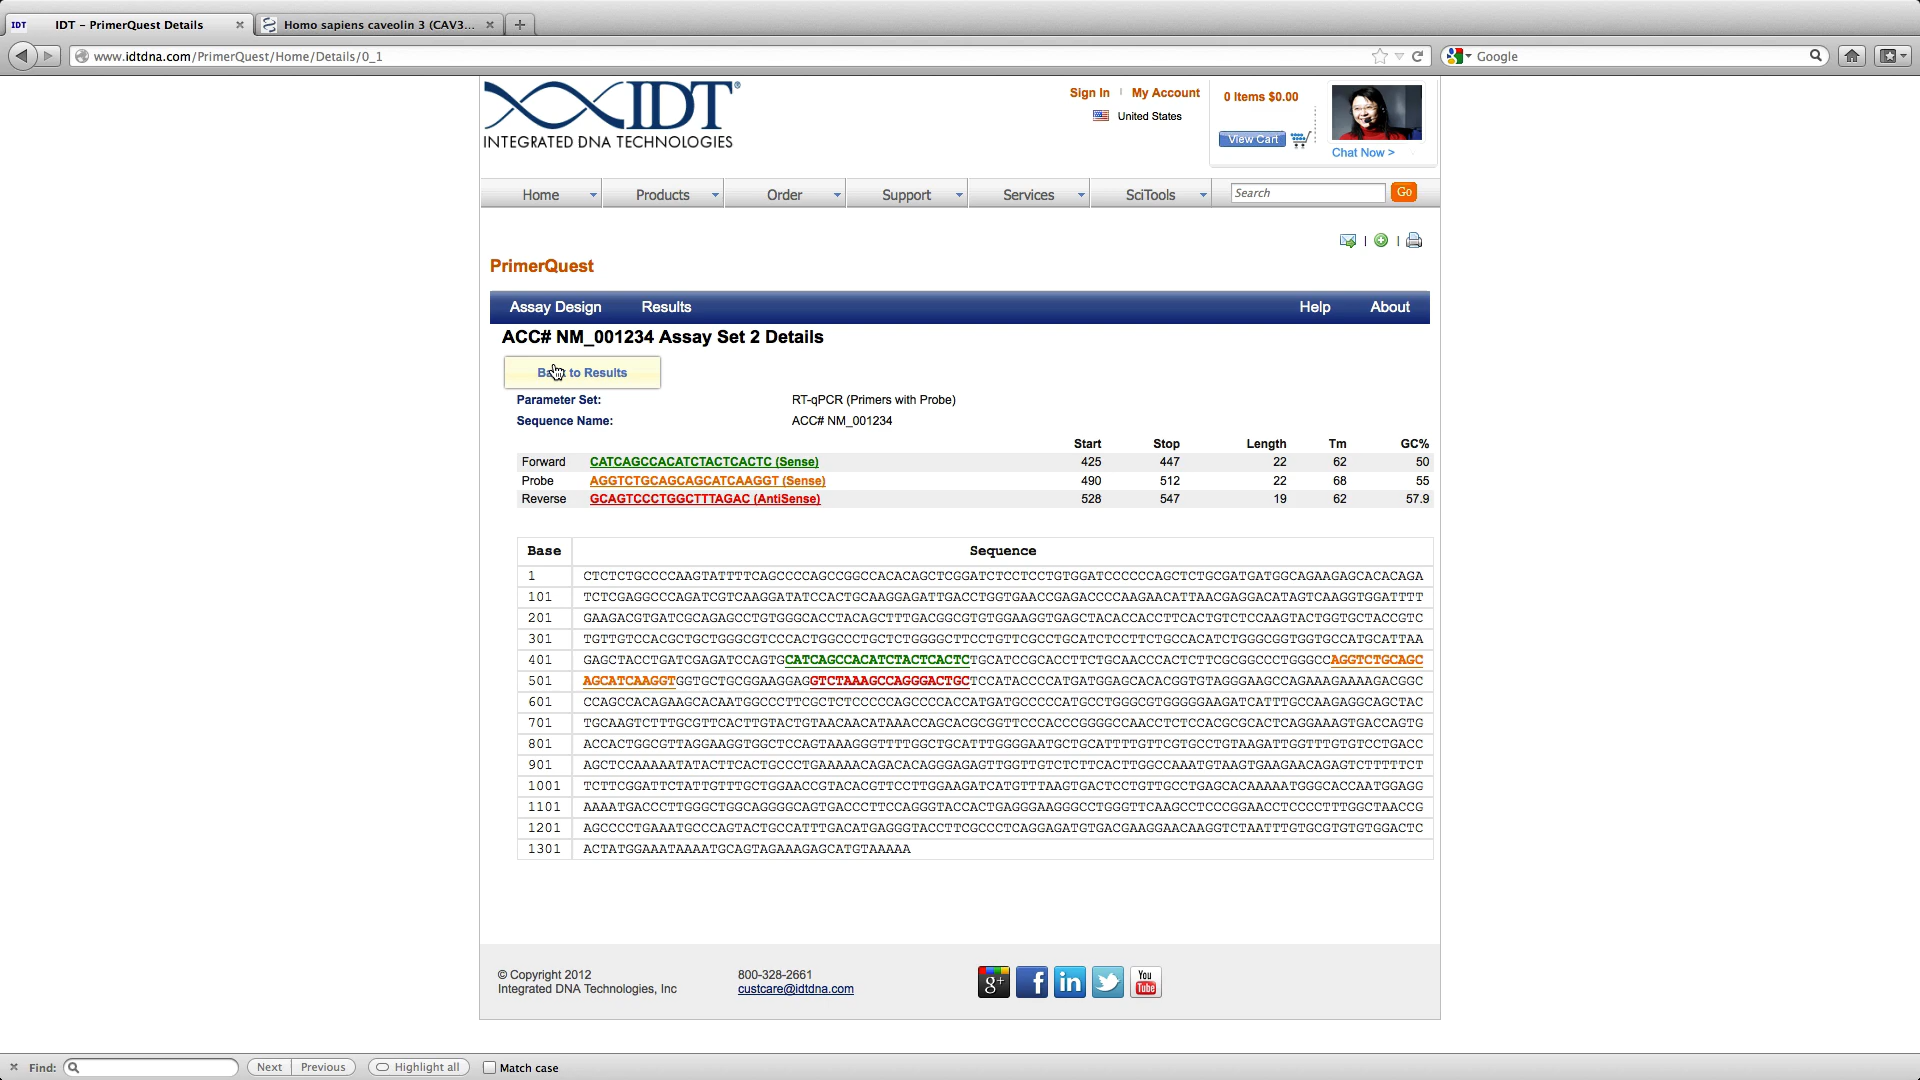 IDT IDT - PrimerQuest Details Homo sapiens caveolin 3 (CAV3...
www.idtdna.com/PrimerQuest/Home/Details/0_1 Google
IDT
INTEGRATED DNA TECHNOLOGIES
Sign In My Account
United States
0 Items $0.00
View Cart
Chat Now >
Home Products Order Support Services SciTools Search Go
PrimerQuest
Assay Design Results Help About
ACC# NM_001234 Assay Set 2 Details
to Results
Parameter Set: RT-qPCR (Primers with Probe)
Sequence Name: ACC# NM_001234
Start Stop Length Tm GC%
Forward CATCAGCCACATCTACTCACTC (Sense) 425 447 22 62 50
Probe AGGTCTGCAGCAGCATCAAGGT (Sense) 490 512 22 68 55
Reverse GCAGTCCCTGGCTTTAGAC (AntiSense) 528 547 19 62 57.9
Base Sequence
1 CTCTCTGCCCCAAGTATTTTCAGCCCCAGCCGGCCACACAGCTCGGATCTCCTCCTGTGGATCCCCCCAGCTCTGCGATGATGGCAGAAGAGCACACAGA
101 TCTCGAGGCCCAGATCGTCAAGGATATCCACTGCAAGGAGATTGACCTGGTGAACCGAGACCCCAAGAACATTAACGAGGACATAGTCAAGGTGGATTTT
201 GAAGACGTGATCGCAGAGCCTGTGGGCACCTACAGCTTTGACGGCGTGTGGAAGGTGAGCTACACCACCTTCACTGTCTCCAAGTACTGGTGCTACCGTC
301 TGTTGTCCACGCTGCTGGGCGTCCCACTGGCCCTGCTCTGGGGCTTCCTGTTCGCCTGCATCTCCTTCTGCCACATCTGGGCGGTGGTGCCATGCATTAA
401 GAGCTACCTGATCGAGATCCAGTGCATCAGCCACATCTACTCACTCTGCATCCGCACCTTCTGCAACCCACTCTTCGCGGCCCTGGGCCAGGTCTGCAGC
501 AGCATCAAGGTGGTGCTGCGGAAGGAGGTCTAAAGCCAGGGACTGCTCCATACCCCATGATGGAGCACACGGTGTAGGGAAGCCAGAAAGAAAAGACGGC
601 CCAGCCACAGAAGCACAATGGCCCTTCGCTCTCCCCCAGCCCCACCATGATGCCCCCATGCCTGGGCGTGGGGGAAGATCATTTGCCAAGAGGCAGCTAC
701 TGCAAGTCTTTGCGTTCACTTGTACTGTAACAACATAAACCAGCACGCGGTTCCCACCCGGGGCCAACCTCTCCACGCGCACTCAGGAAAGTGACCAGTG
801 ACCACTGGCGTTAGGAAGGTGGCTCCAGTAAAGGGTTTTGGCTGCATTTGGGGAATGCTGCATTTTGTTCGTGCCTGTAAGATTGGTTTGTGTCCTGACC
901 AGCTCCAAAAATATACTTCACTGCCCTGAAAAACAGACACAGGGAGAGTTGGTTGTCTCTTCACTTGGCCAAATGTAAGTGAAGAACAGAGTCTTTTTCT
1001 TCTTCGGATTCTATTGTTTGCTGGAACCGTACACGTTCCTTGGAAGATCATGTTTAAGTGACTCCTGTTGCCTGAGCACAAAAATGGGCACCAATGGAGG
1101 AAAATGACCCTTGGGCTGGCAGGGGCAGTGACCCTTCCAGGGTACCACTGAGGGAAGGGCCTGGGTTCAAGCCTCCCGGAACCTCCCCTTTGGCTAACCG
1201 AGCCCCTGAAATGCCCAGTACTGCCATTTGACATGAGGGTACCTTCGCCCTCAGGAGATGTGACGAAGGAACAAGGTCTAATTTGTGCGTGTGTGGACTC
1301 ACTATGGAAATAAAATGCAGTAGAAAGAGCATGTAAAAA
© Copyright 2012 800-328-2661
Integrated DNA Technologies, Inc custcare@idtdna.com
g+ f in You Tube
Find: Next Previous Highlight all Match case